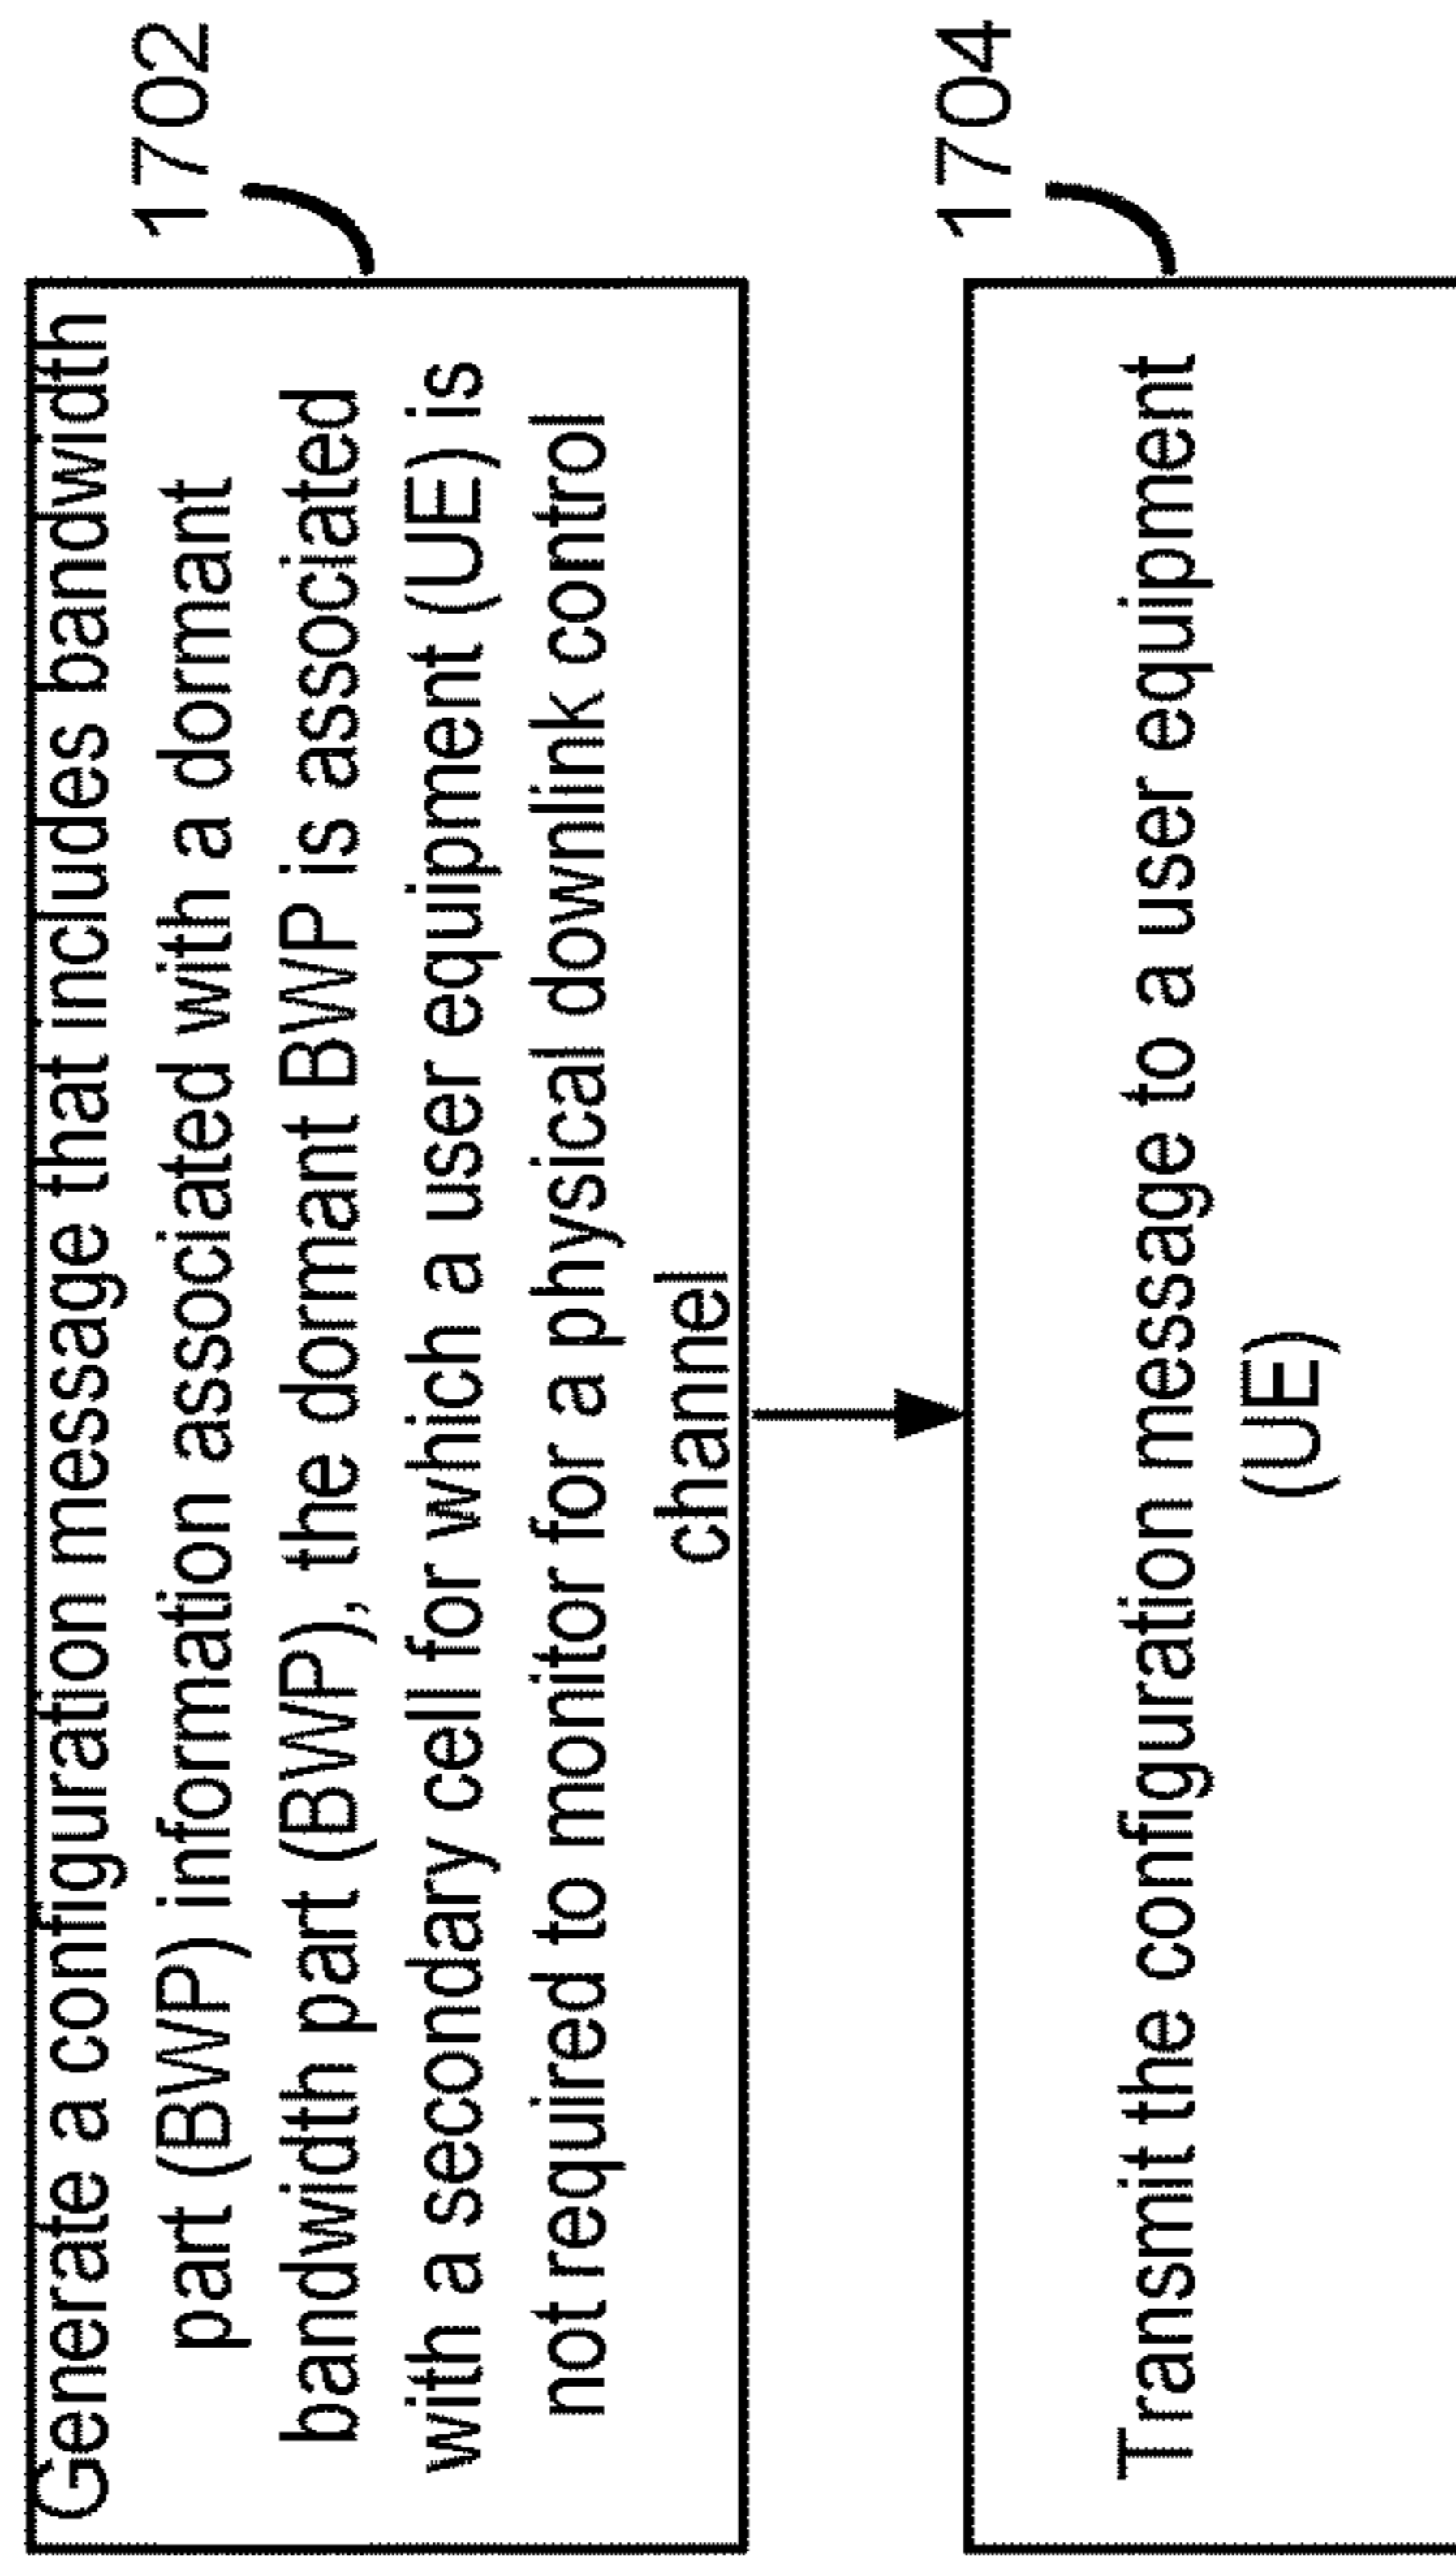 Generate a configuration message that includes bandwidth
part (BWP) information associated with a dormant
bandwidth part (BWP), the dormant BWP is associated
with a secondary cell for which a user equipment (UE) is
not required to monitor for a physical downlink control
channel
1702
Transmit the configuration message to a user equipment
(UE)
1704